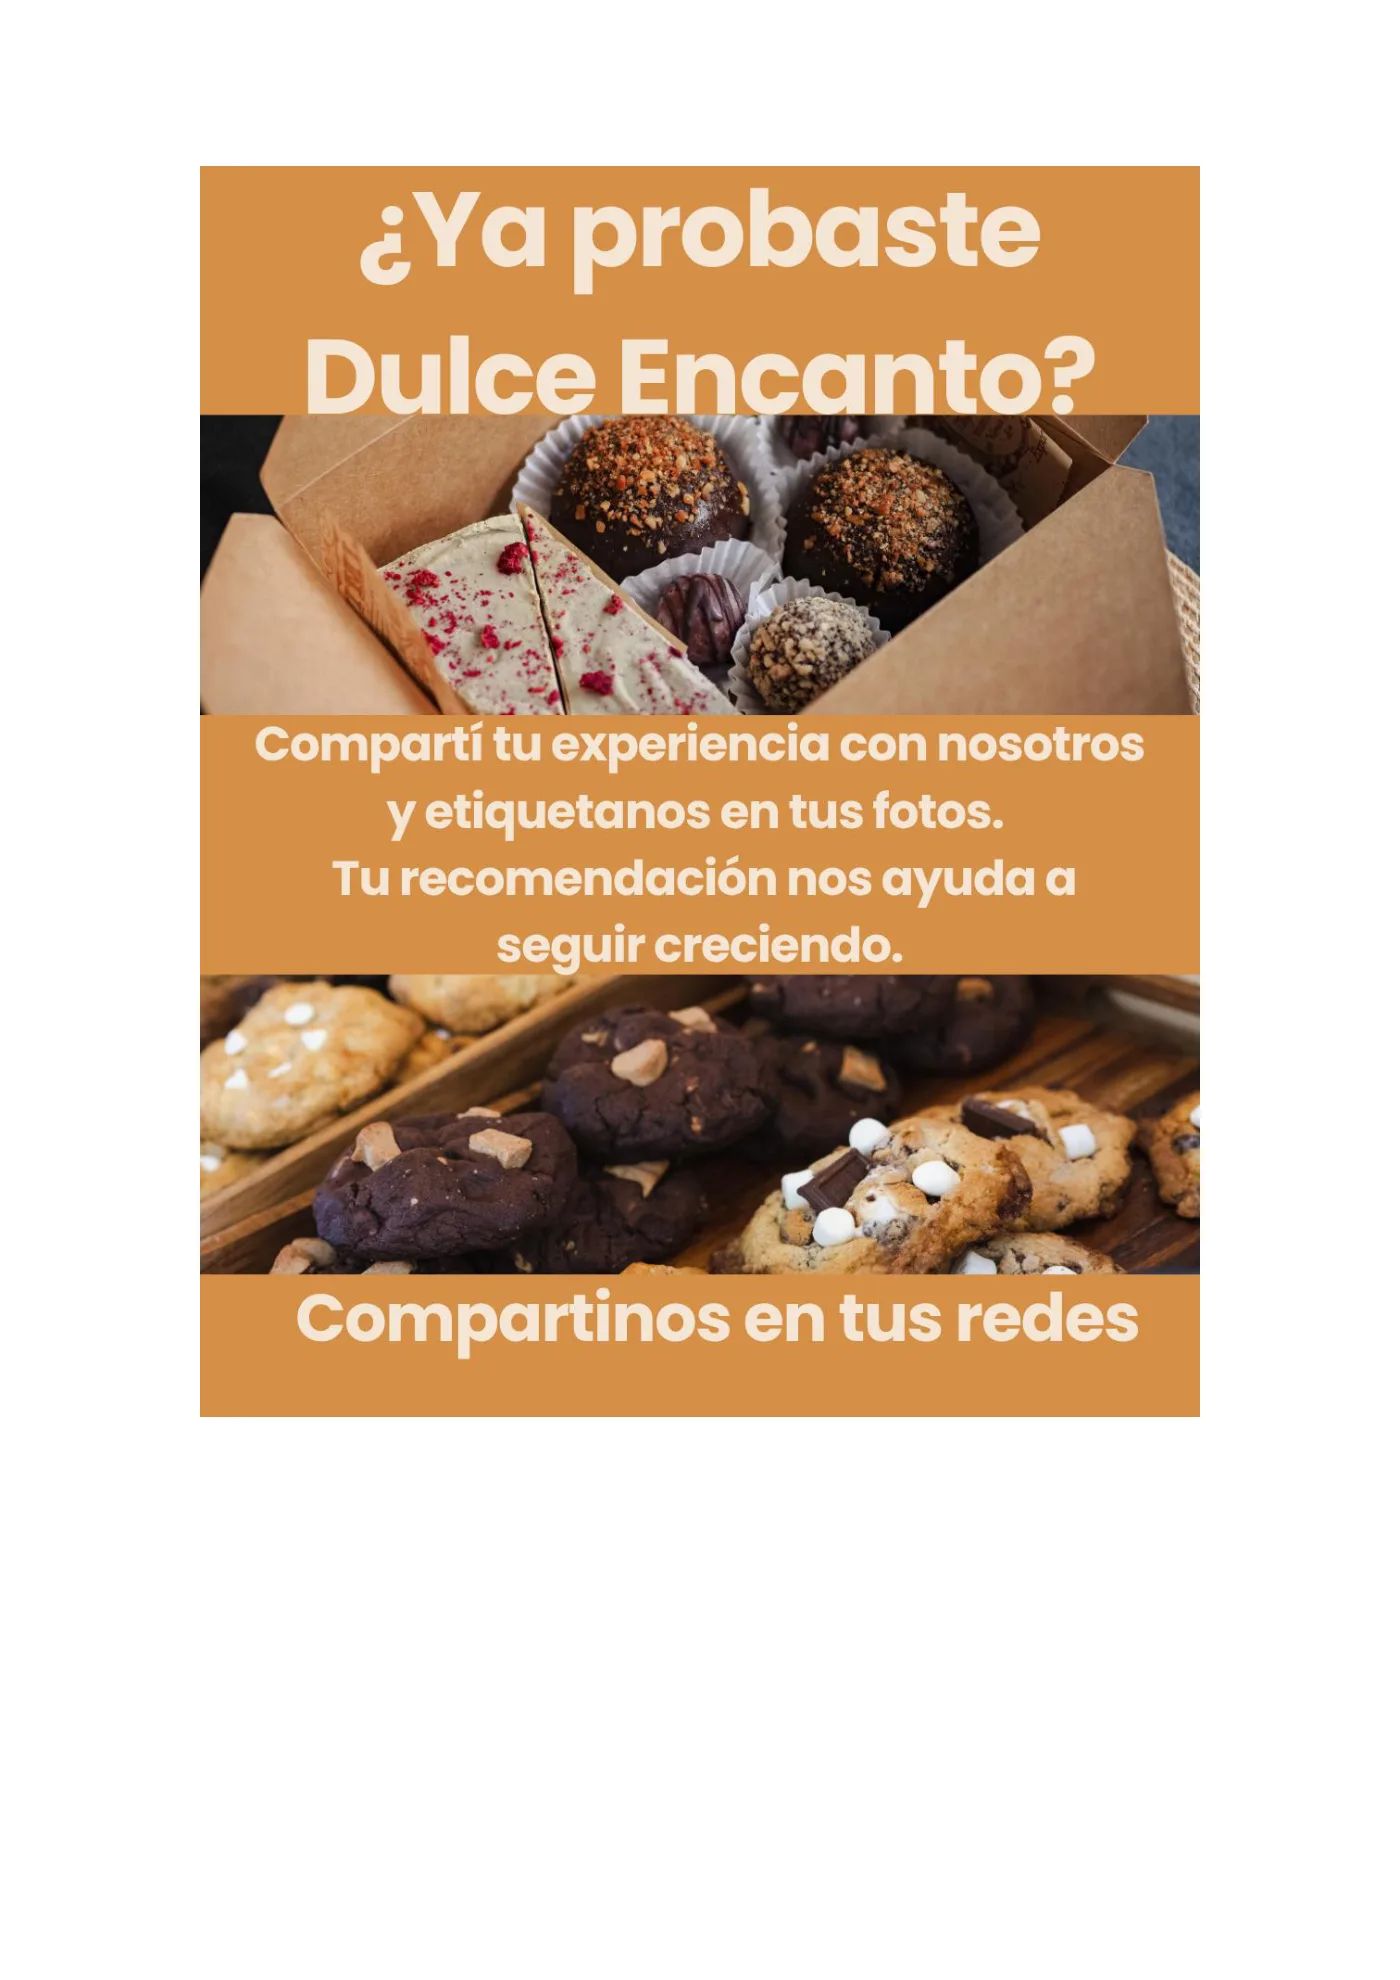 ¿Ya probaste
Dulce Encanto?
Compartí tu experiencia con nosotros
y etiquetanos en tus fotos.
Tu recomendación nos ayuda a
seguir creciendo.
Compartinos en tus redes